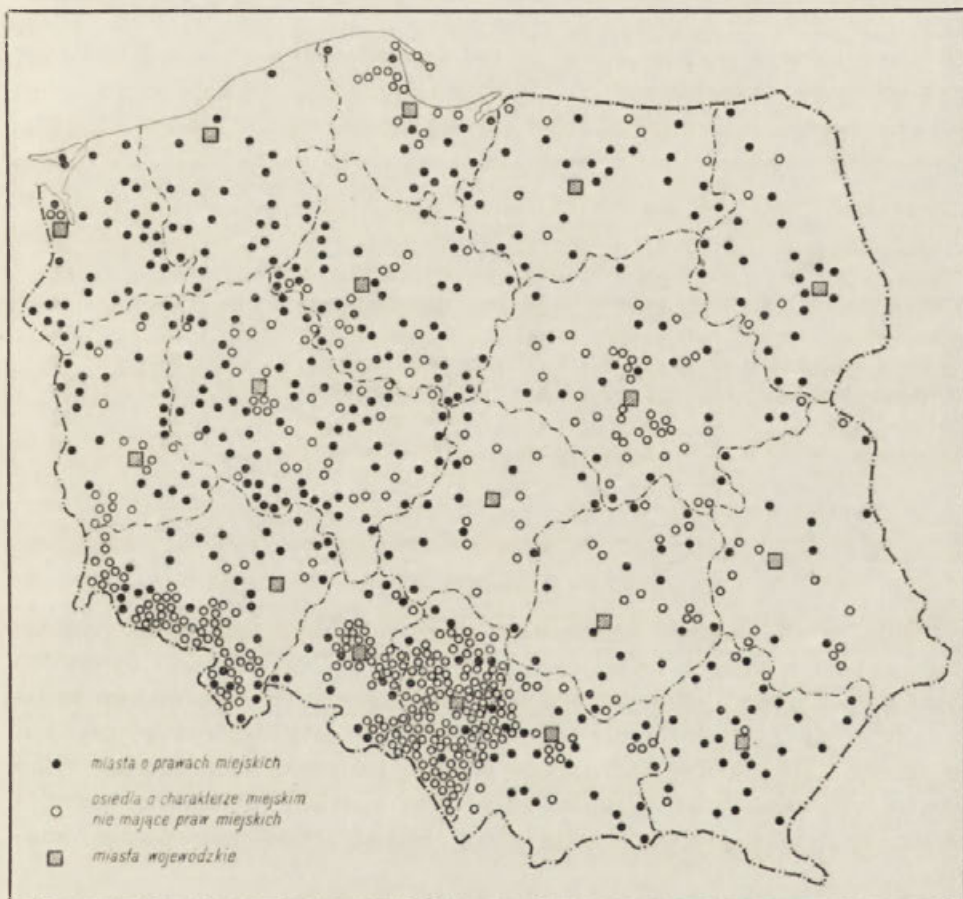 miasta o prawach miejskich
osiedla o charakterze miejskim
nie mające praw miejskich
miasta wojewódzkie